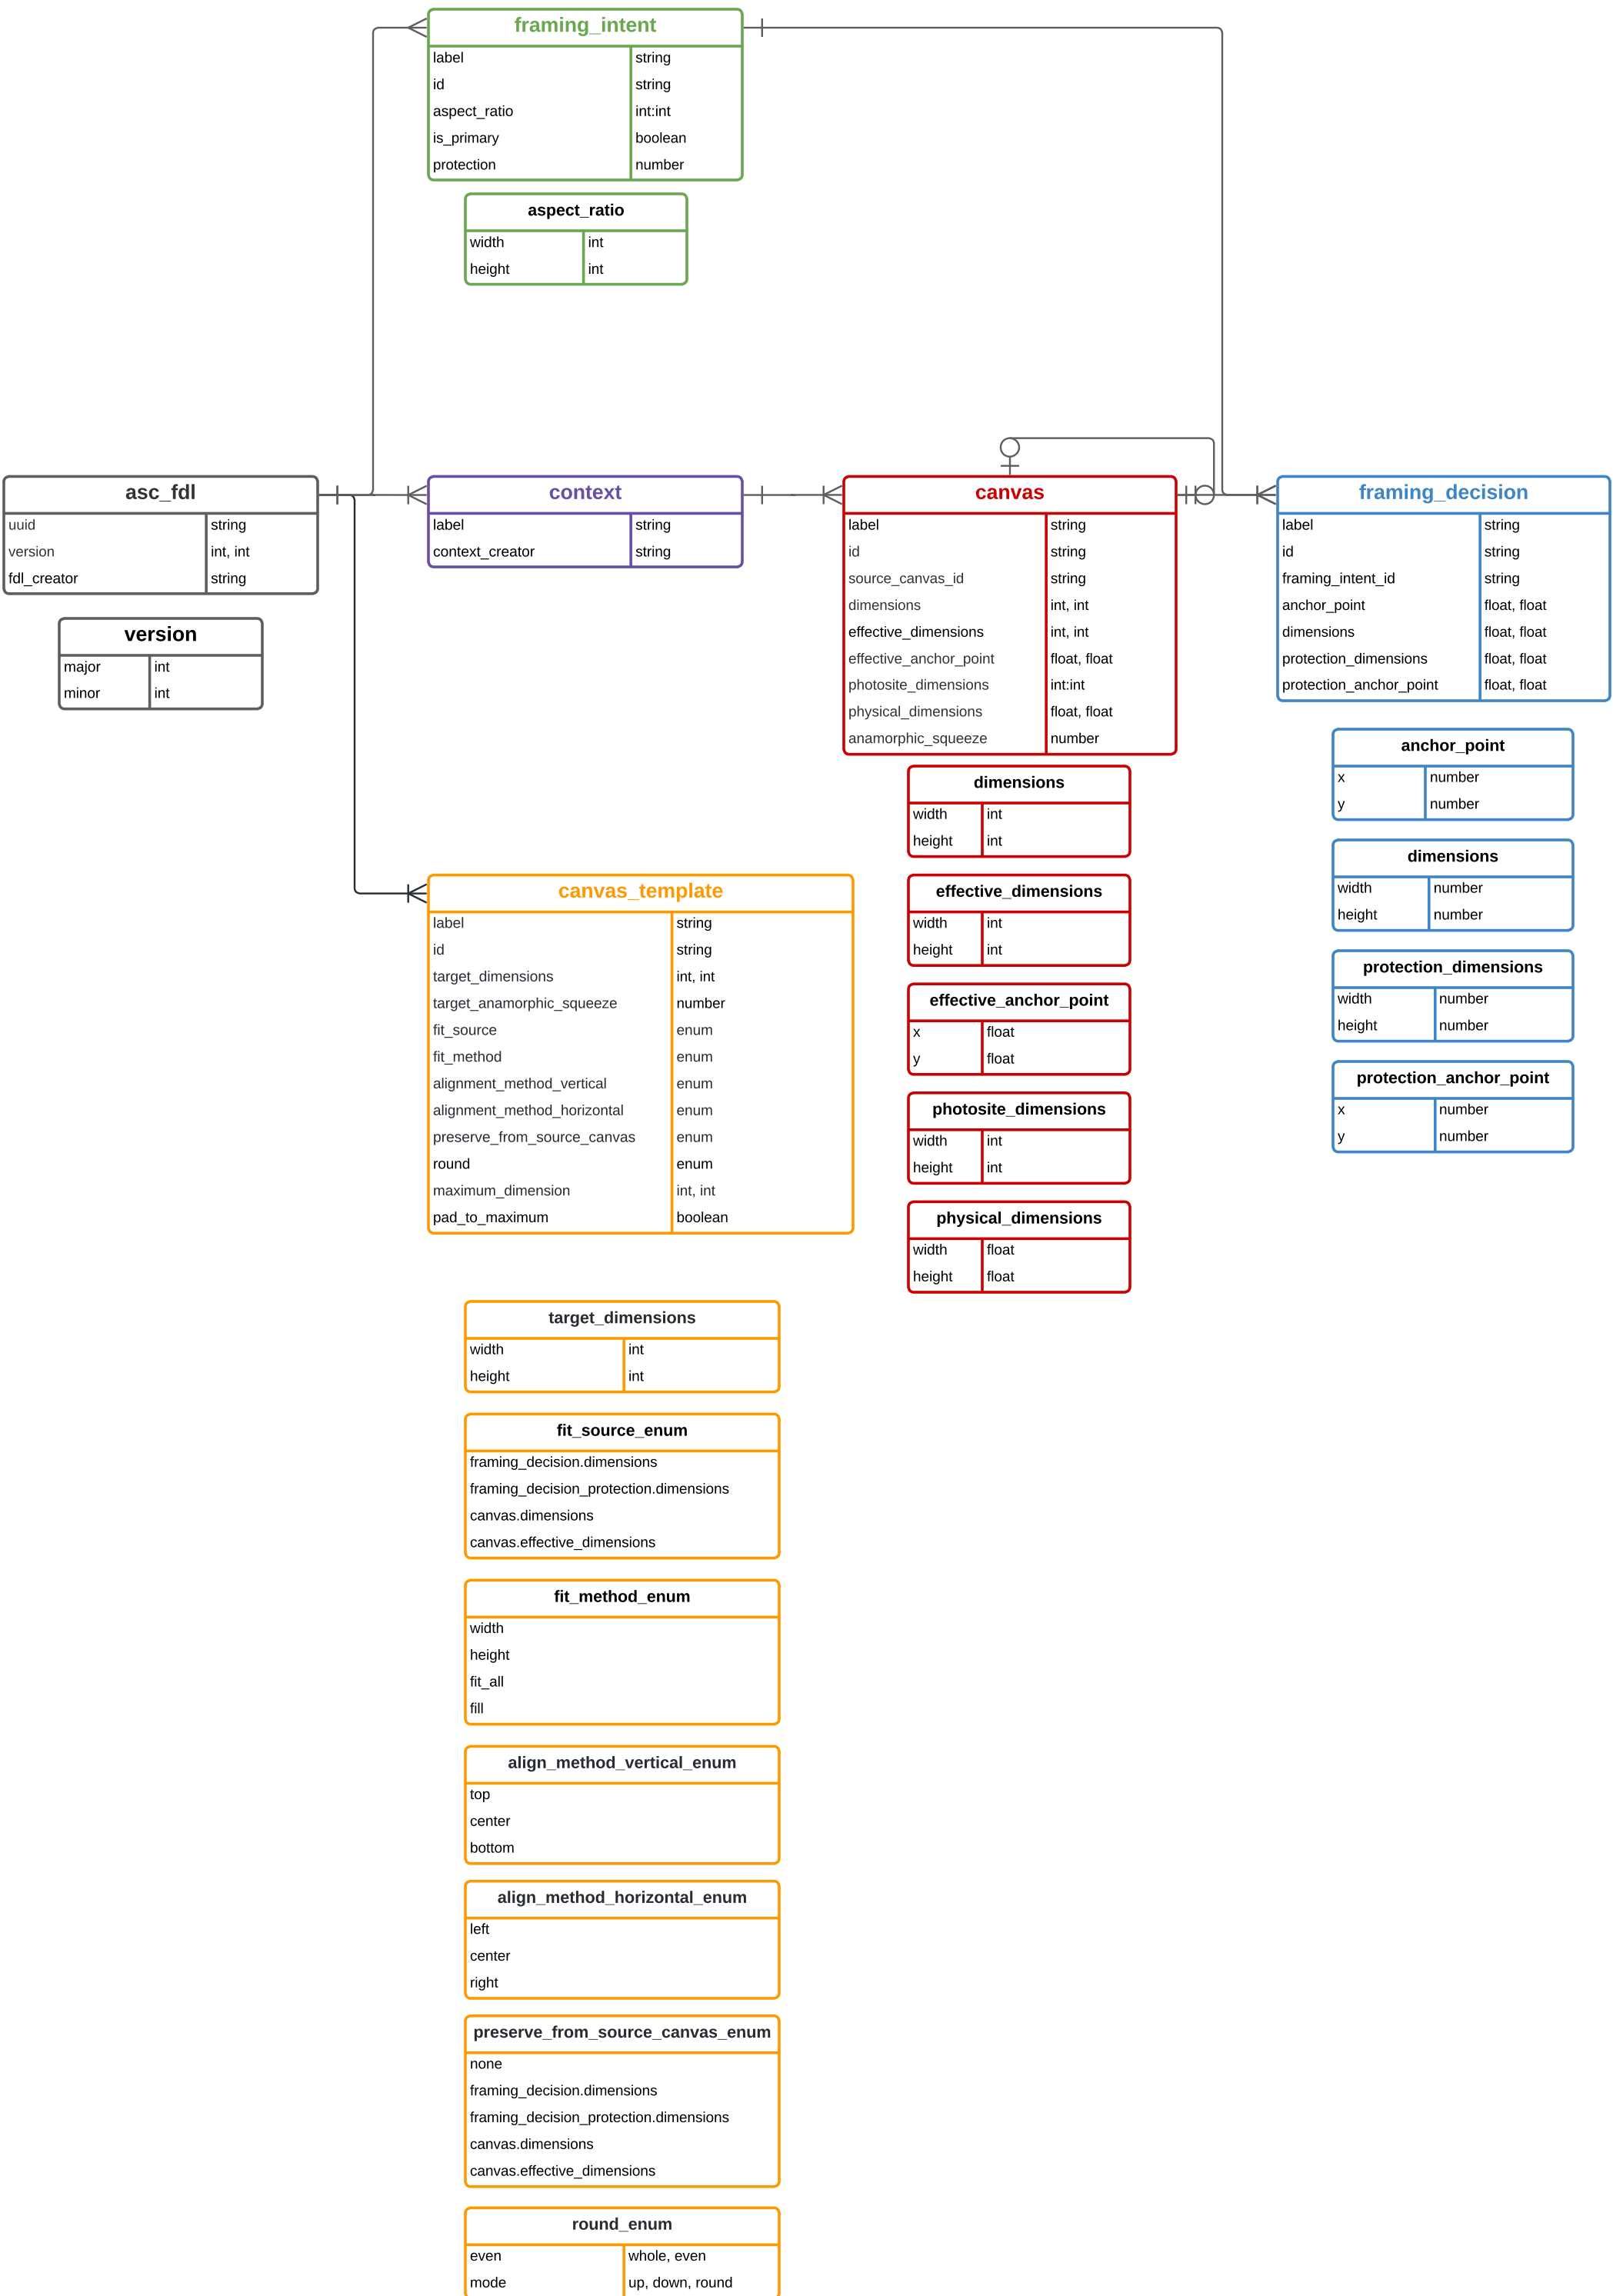 framing_intent
label string
id string
aspect_ratio int:int
is_primary boolean
protection number
aspect_ratio
width int
height int
asc_fdl
uuid string
version int, int
fdl_creator string
version
major int
minor int
context
label string
context_creator string
canvas
label string
id string
source_canvas_id string
dimensions int, int
effective_dimensions int, int
effective_anchor_point float, float
photosite_dimensions int:int
physical_dimensions float, float
anamorphic_squeeze number
dimensions
width int
height int
effective_dimensions
width int
height int
effective_anchor_point
x float
y float
photosite_dimensions
width int
height int
physical_dimensions
width float
height float
framing_decision
label string
id string
framing_intent_id string
anchor_point float, float
dimensions float, float
protection_dimensions float, float
protection_anchor_point float, float
anchor_point
x number
y number
dimensions
width number
height number
protection_dimensions
width number
height number
protection_anchor_point
x number
y number
canvas_template
label string
id string
target_dimensions int, int
target_anamorphic_squeeze number
fit_source enum
fit_method enum
alignment_method_vertical enum
alignment_method_horizontal enum
preserve_from_source_canvas enum
round enum
maximum_dimension int, int
pad_to_maximum boolean
target_dimensions
width int
height int
fit_source_enum
framing_decision.dimensions
framing_decision_protection.dimensions
canvas.dimensions
canvas.effective_dimensions
fit_method_enum
width
height
fit_all
fill
align_method_vertical_enum
top
center
bottom
align_method_horizontal_enum
left
center
right
preserve_from_source_canvas_enum
none
framing_decision.dimensions
framing_decision_protection.dimensions
canvas.dimensions
canvas.effective_dimensions
round_enum
even whole, even
mode up, down, round